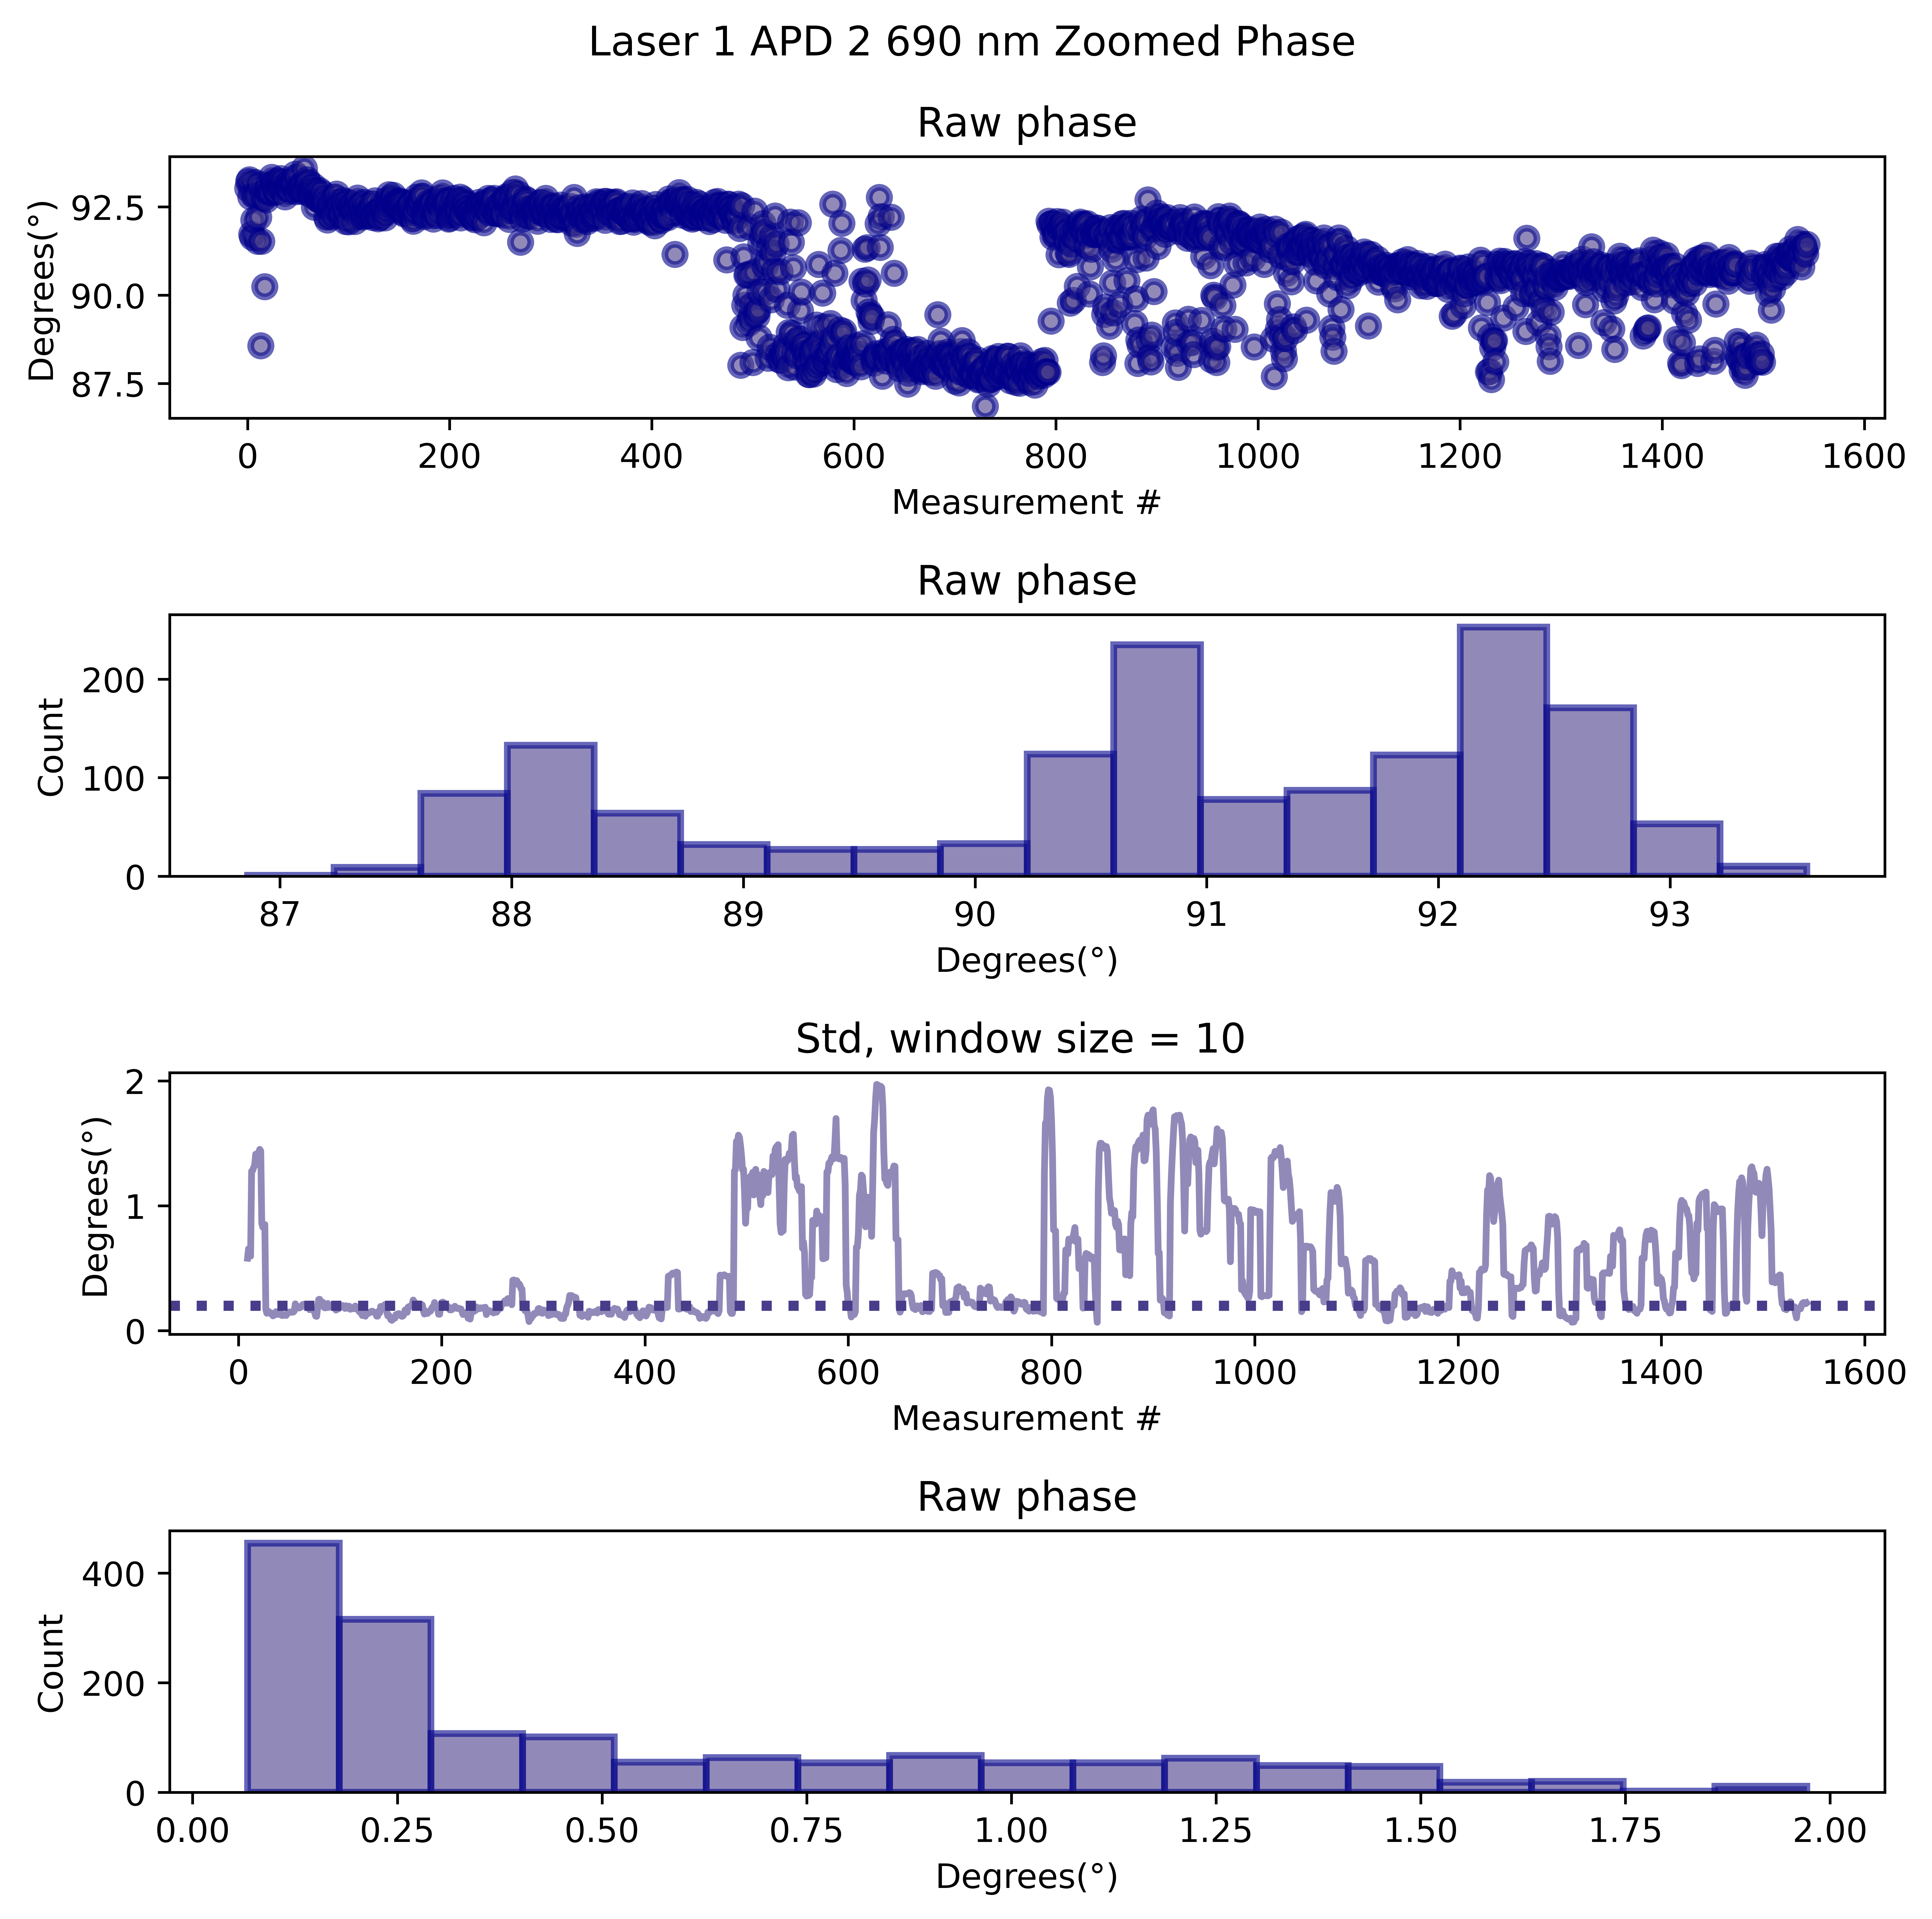 Laser 1 APD 2 690 nm Zoomed Phase
Raw phase
Degrees(°)
92.5
90.0
87.5
0 200 400 600 800 1000 1200 1400 1600
Measurement #
Raw phase
Count
200
100
0
87 88 89 90 91 92 93
Degrees(°)
Std, window size = 10
Degrees(°)
2
1
0
0 200 400 600 800 1000 1200 1400 1600
Measurement #
Raw phase
Count
400
200
0
0.00 0.25 0.50 0.75 1.00 1.25 1.50 1.75 2.00
Degrees(°)